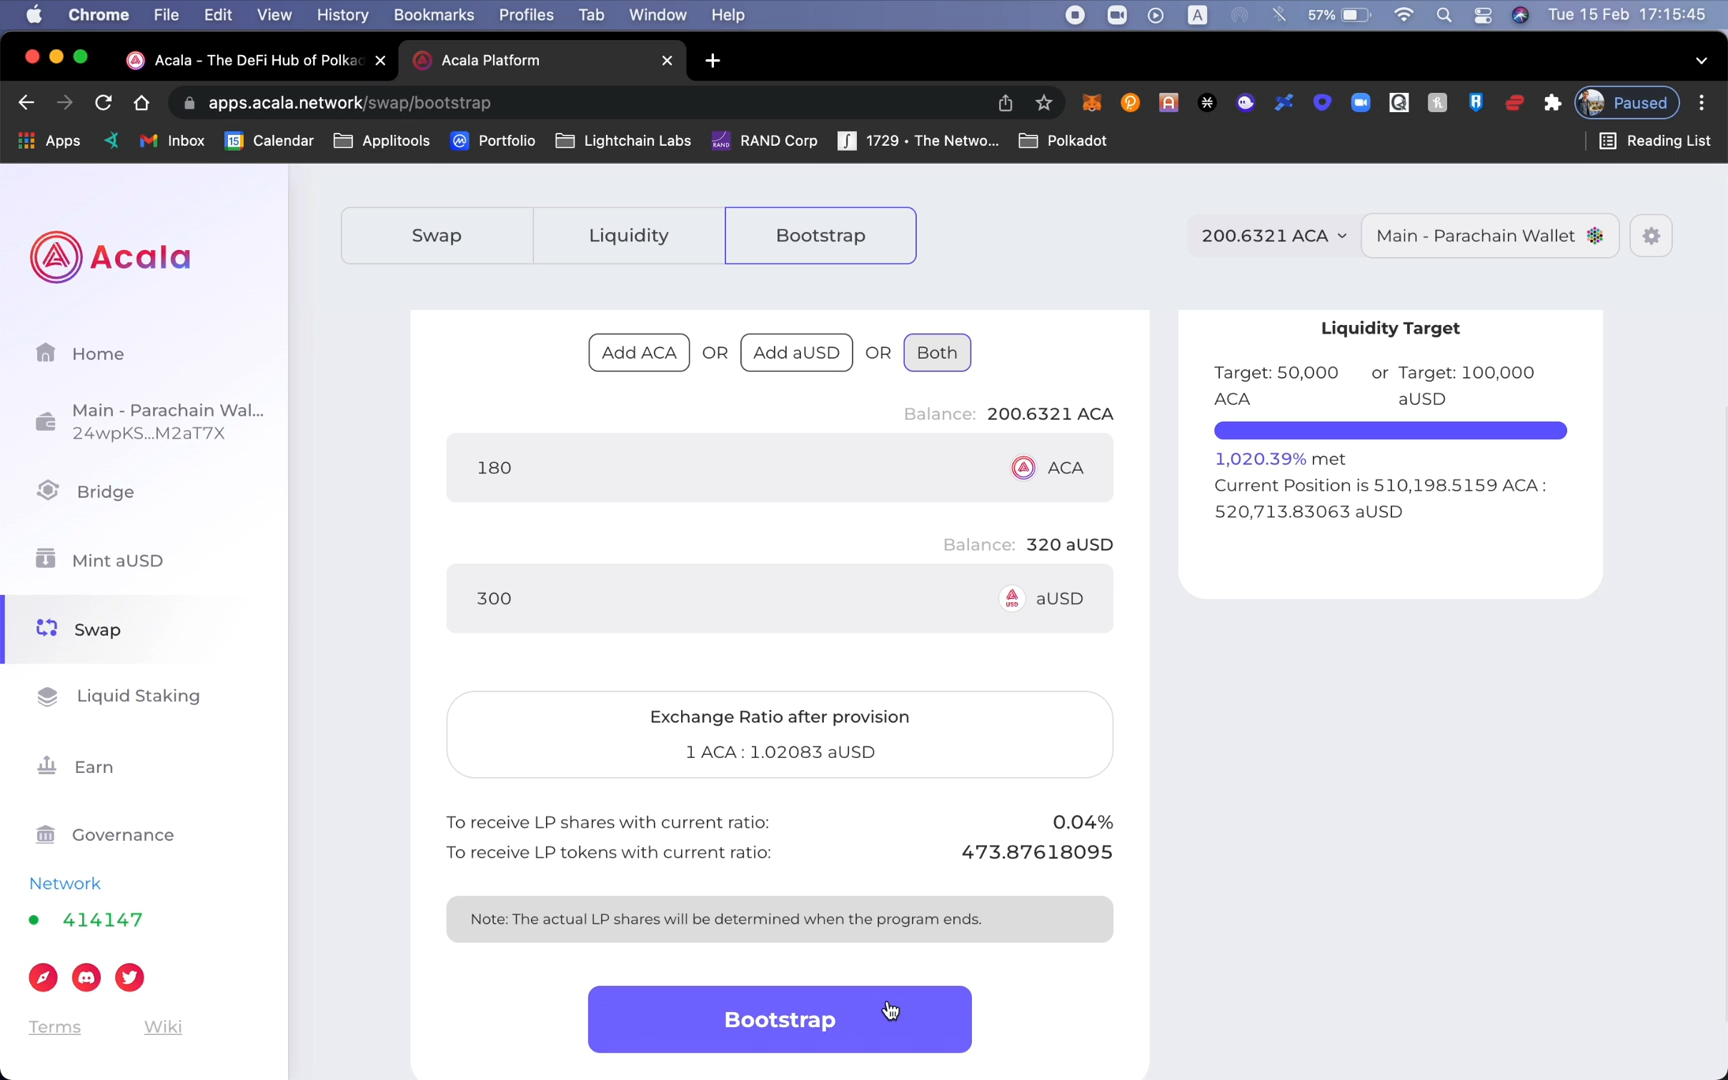 Chrome File Edit View History Bookmarks Profiles Tab Window Help A 57% Tue 15 Feb 17:15:45
Acala - The DeFi Hub of Polka
Acala Platform
apps.acala.network/swap/bootstrap
Paused
Apps Inbox 15 Calendar Applitools Portfolio Lightchain Labs RAND RAND Corp 1729 • The Netwo... Polkadot Reading List
Acala
Swap Liquidity Bootstrap
200.6321 ACA Main - Parachain Wallet
Home
Main - Parachain Wal...
24wpKS...M2aT7X
Bridge
Mint aUSD
Swap
Liquid Staking
Earn
Governance
Network
414147
Terms Wiki
Add ACA OR Add aUSD OR Both
Balance: 200.6321 ACA
180 ACA
Balance: 320 aUSD
300 USD aUSD
Exchange Ratio after provision
1 ACA : 1.02083 aUSD
To receive LP shares with current ratio: 0.04%
To receive LP tokens with current ratio: 473.87618095
Note: The actual LP shares will be determined when the program ends.
Bootstrap
Liquidity Target
Target: 50,000 or Target: 100,000
ACA aUSD
1,020.39% met
Current Position is 510,198.5159 ACA :
520,713.83063 aUSD